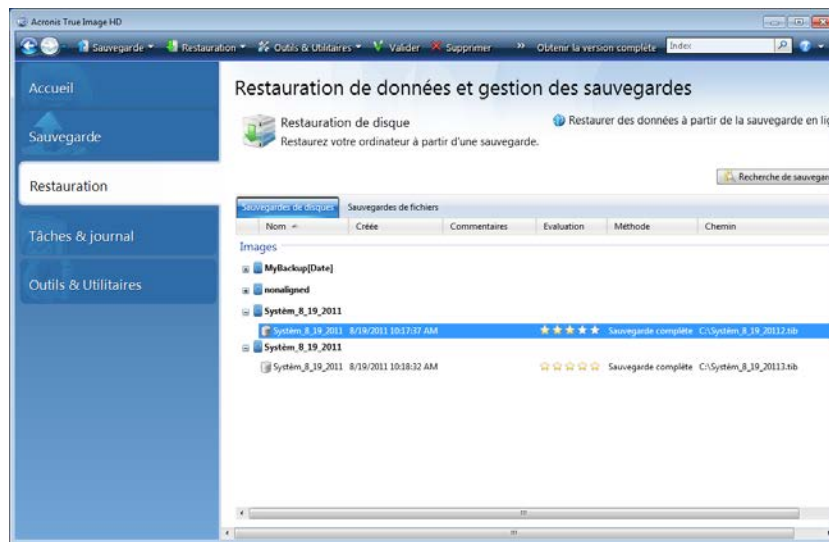 Acronis True Image HD
Sauvegarde Restauration Outils & Utilitaires Valider Supprimer » Obtenir la version complète Index
Accueil
Sauvegarde
Restauration
Tâches & journal
Outils & Utilitaires
Restauration de données et gestion des sauvegardes
Restauration de disque
Restaurez votre ordinateur à partir d'une sauvegarde.
Restaurer des données à partir de la sauvegarde en lig
Recherche de sauvegar
Sauvegardes de disques Sauvegardes de fichiers
Nom Créée Commentaires Evaluation Méthode Chemin
Images
MyBackup[Date]
nonaligned
Systèm_8_19_2011
Systèm_8_19_2011 8/19/2011 10:17:37 AM Sauvegarde complète C:\Systèm_8_19_20112.tib
Systèm_8_19_2011
Systèm_8_19_2011 8/19/2011 10:18:32 AM Sauvegarde complète C:\Systèm_8_19_20113.tib